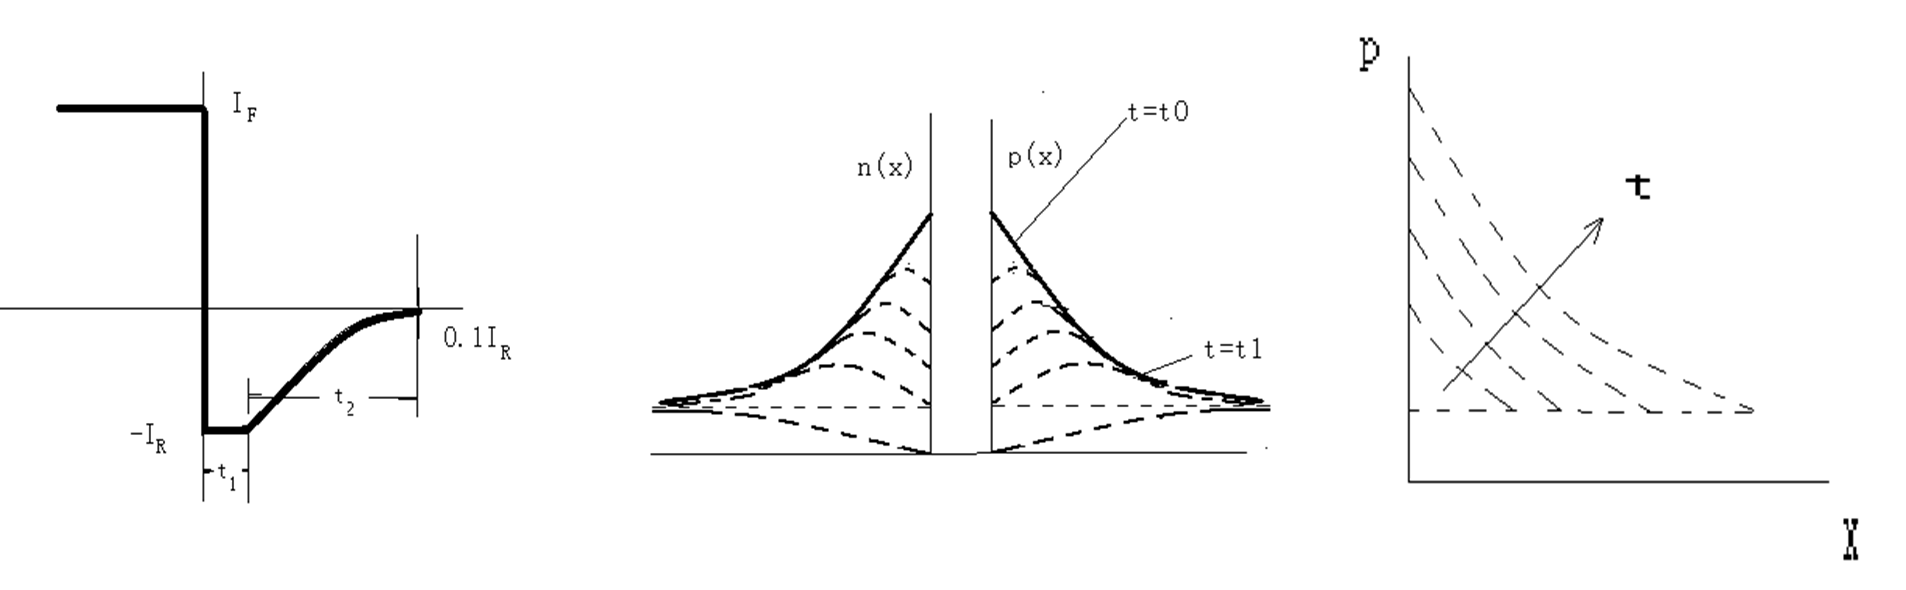 I_F
0.1I_R
-I_R
t_1
t_2
n(x)
p(x)
t=t0
t=t1
p
t
X